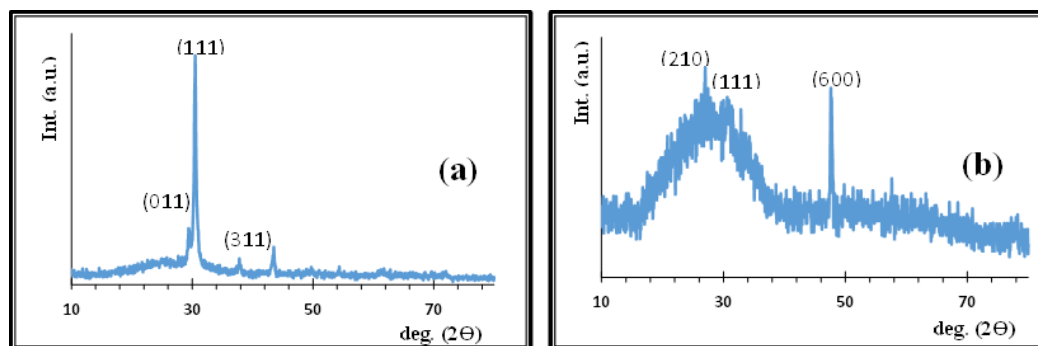 (111)
Int. (a.u.)
(a)
(011)
(311)
10 30 50 70
deg. (2Θ)
(210)
(111)
(600)
Int. (a.u.)
(b)
10 30 50 70
deg. (2Θ)